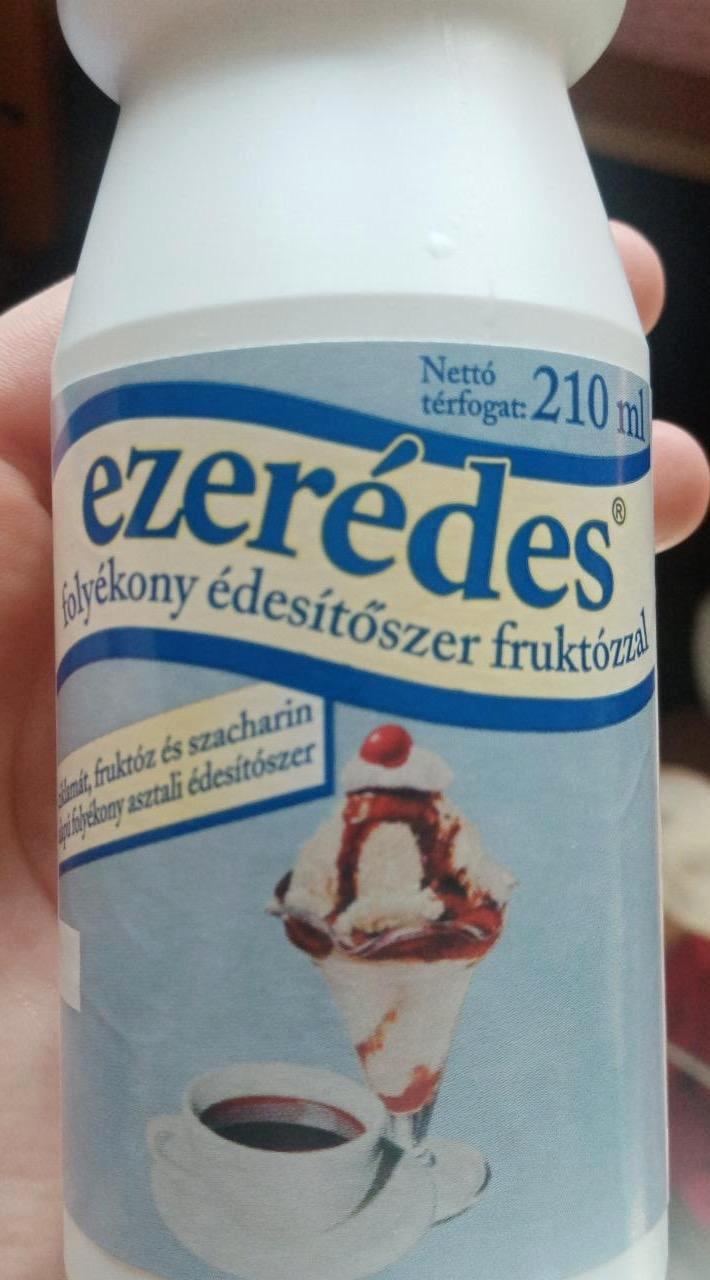 Nettó
térfogat: 210 ml
ezerédes®
folyékony édesítőszer fruktózzal
fruktóz és szacharin
folyékony asztali édesítőszer